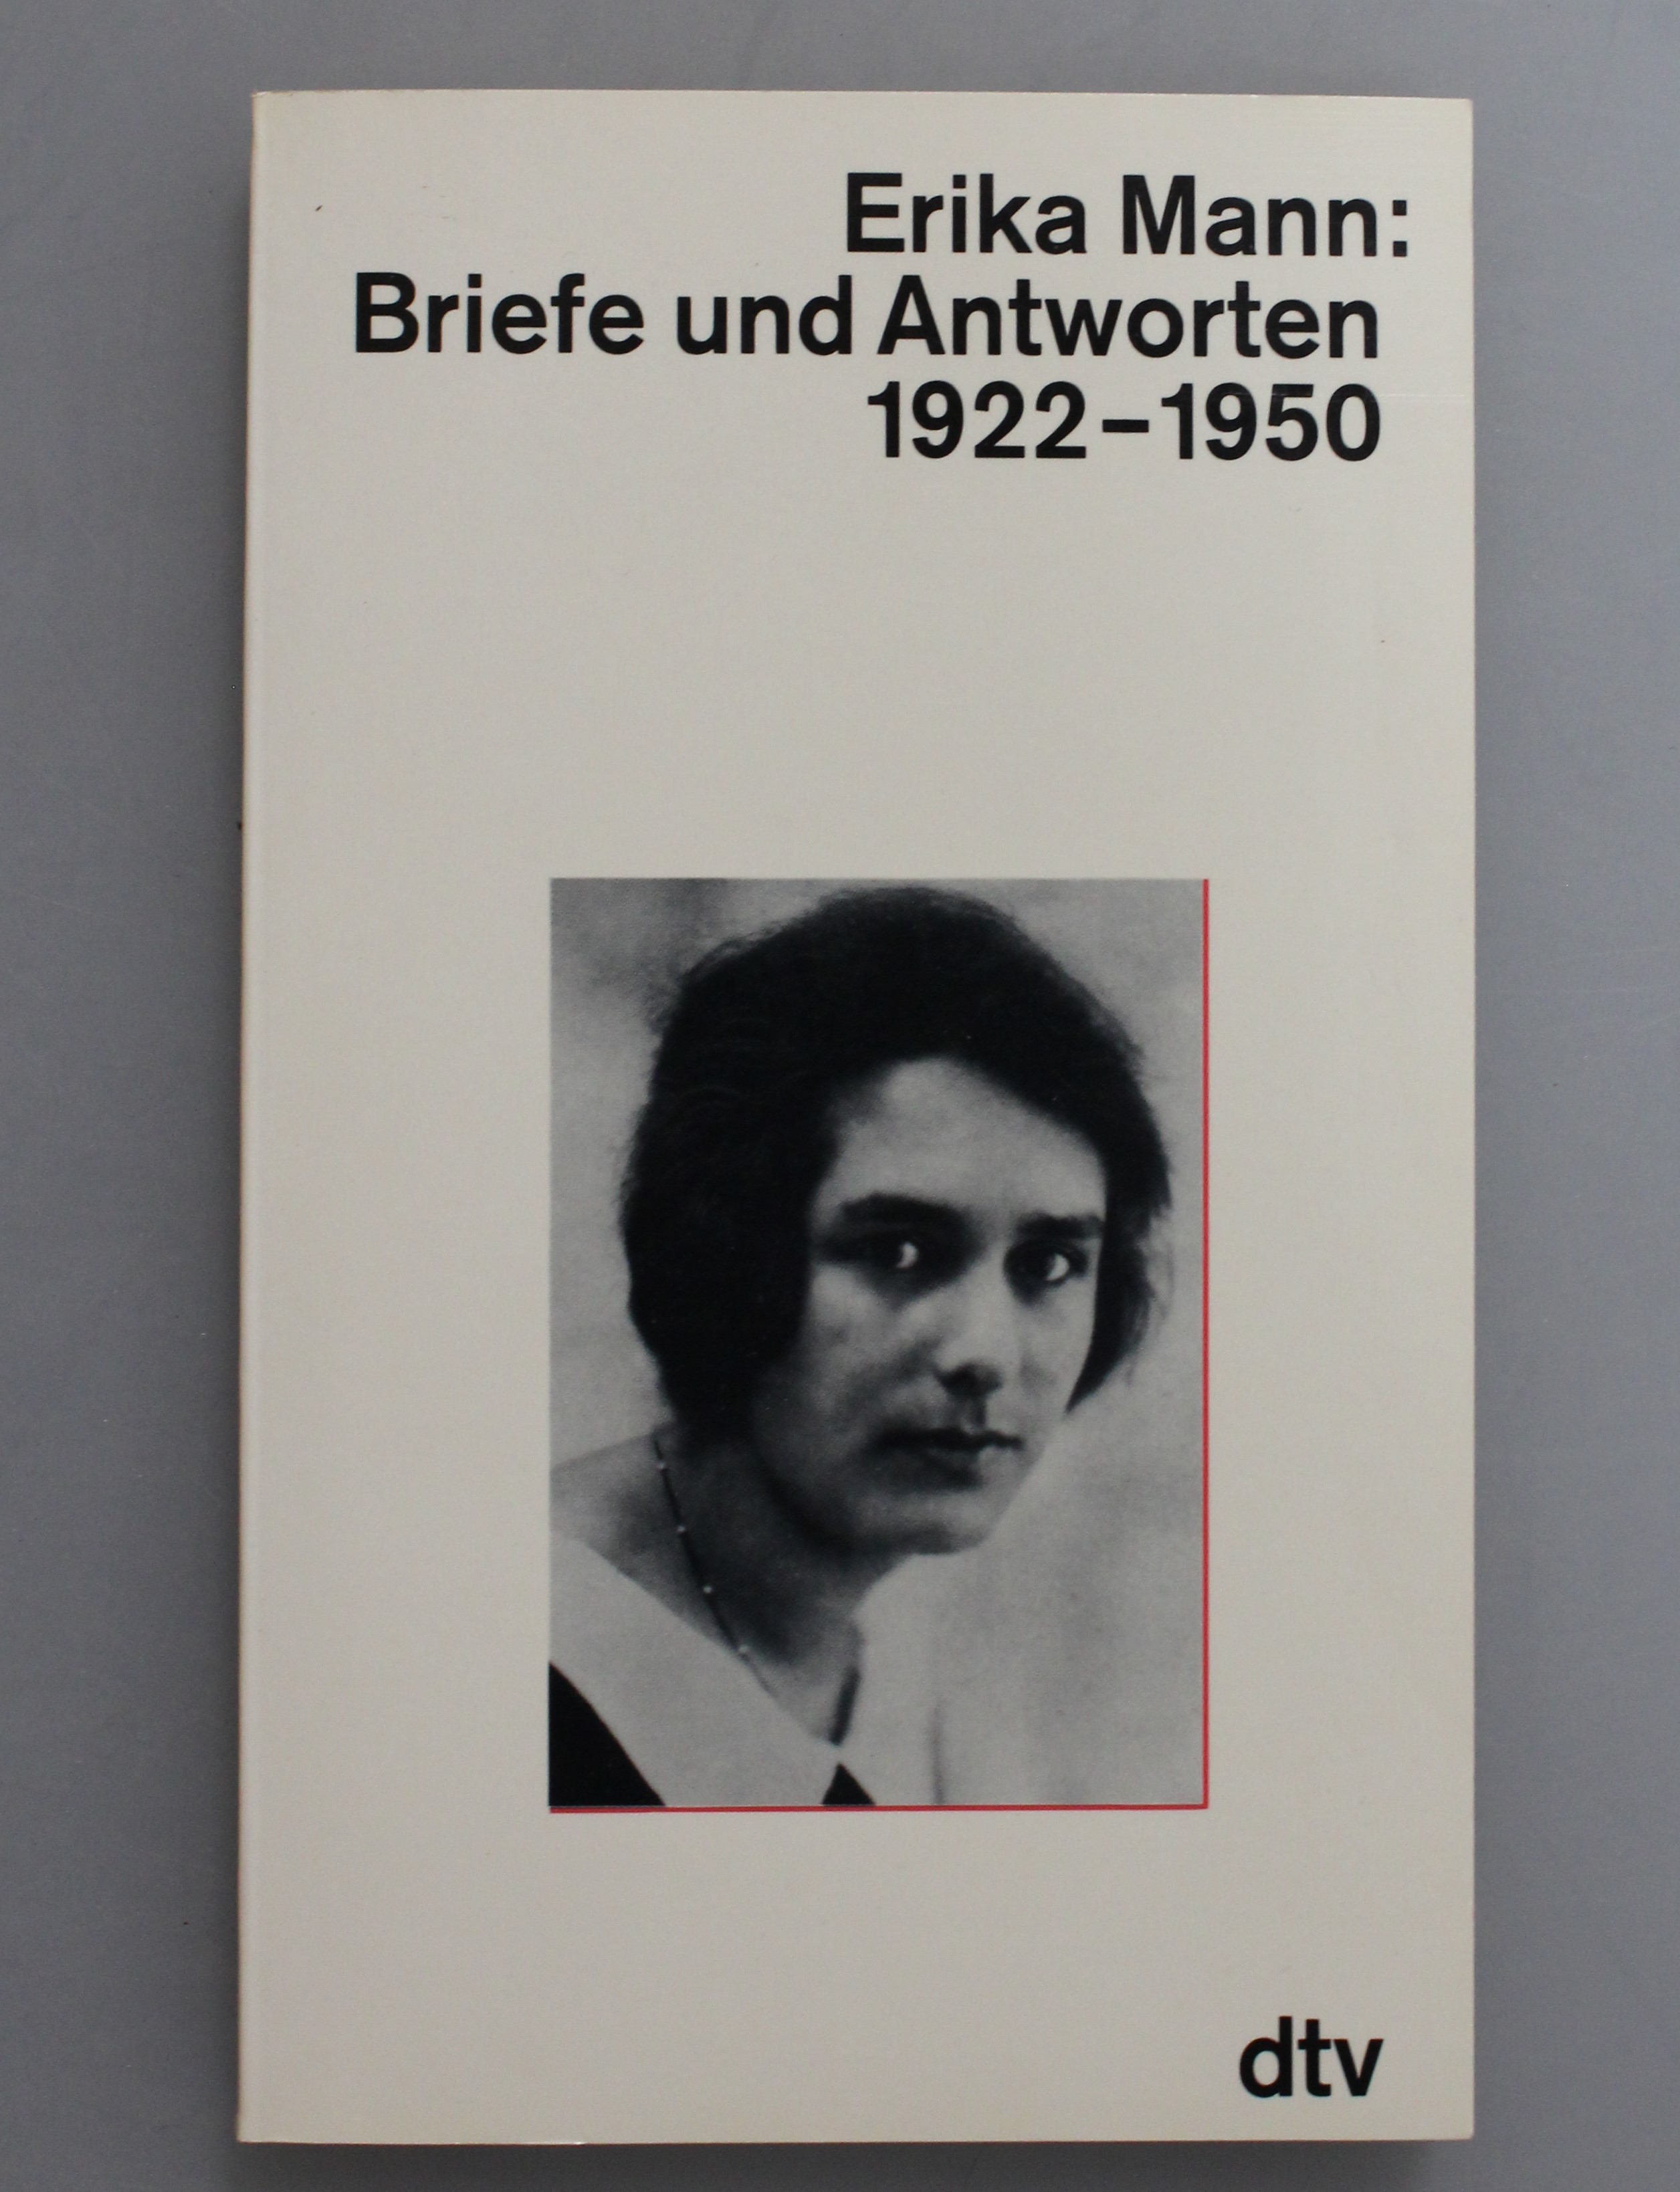 Erika Mann:
Briefe und Antworten
1922–1950
dtv